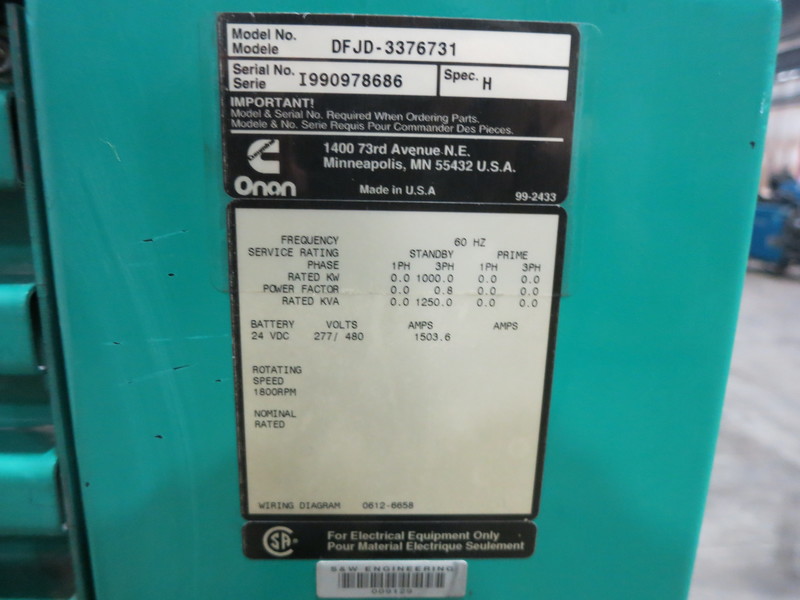 Model No. DFJD-3376731
Modele
Serial No. I990978686 Spec. H
Serie
IMPORTANT!
Model & Serial No. Required When Ordering Parts.
Modele & No. Serie Requis Pour Commander Des Pieces.
1400 73rd Avenue N.E.
Minneapolis, MN 55432 U.S.A.
Onan
Made in U.S.A
99-2433
FREQUENCY 60 HZ
SERVICE RATING STANDBY PRIME
PHASE 1PH 3PH 1PH 3PH
RATED KW 0.0 1000.0 0.0 0.0
POWER FACTOR 0.0 0.8 0.0 0.0
RATED KVA 0.0 1250.0 0.0 0.0
BATTERY VOLTS AMPS AMPS
24 VDC 277/ 480 1503.6
ROTATING
SPEED
1800RPM
NOMINAL
RATED
WIRING DIAGRAM 0612-6658
SA
For Electrical Equipment Only
Pour Material Electrique Seulement
S&W ENGINEERING
009129